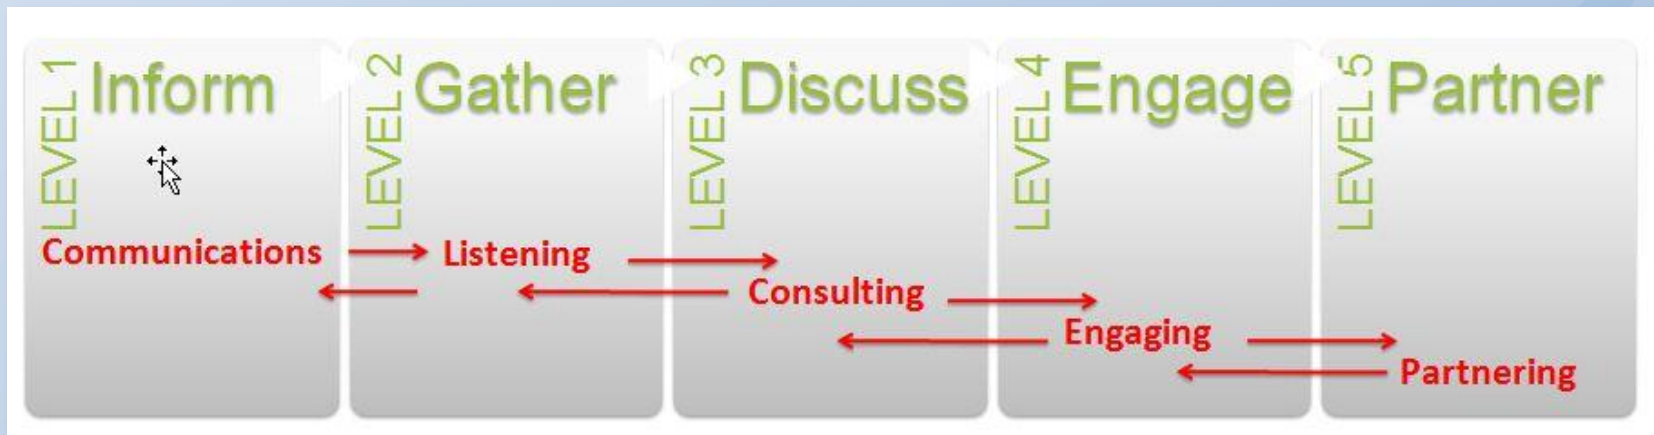 LEVEL 1 Inform
Communications
LEVEL 2 Gather
Listening
LEVEL 3 Discuss
Consulting
LEVEL 4 Engage
Engaging
LEVEL 5 Partner
Partnering